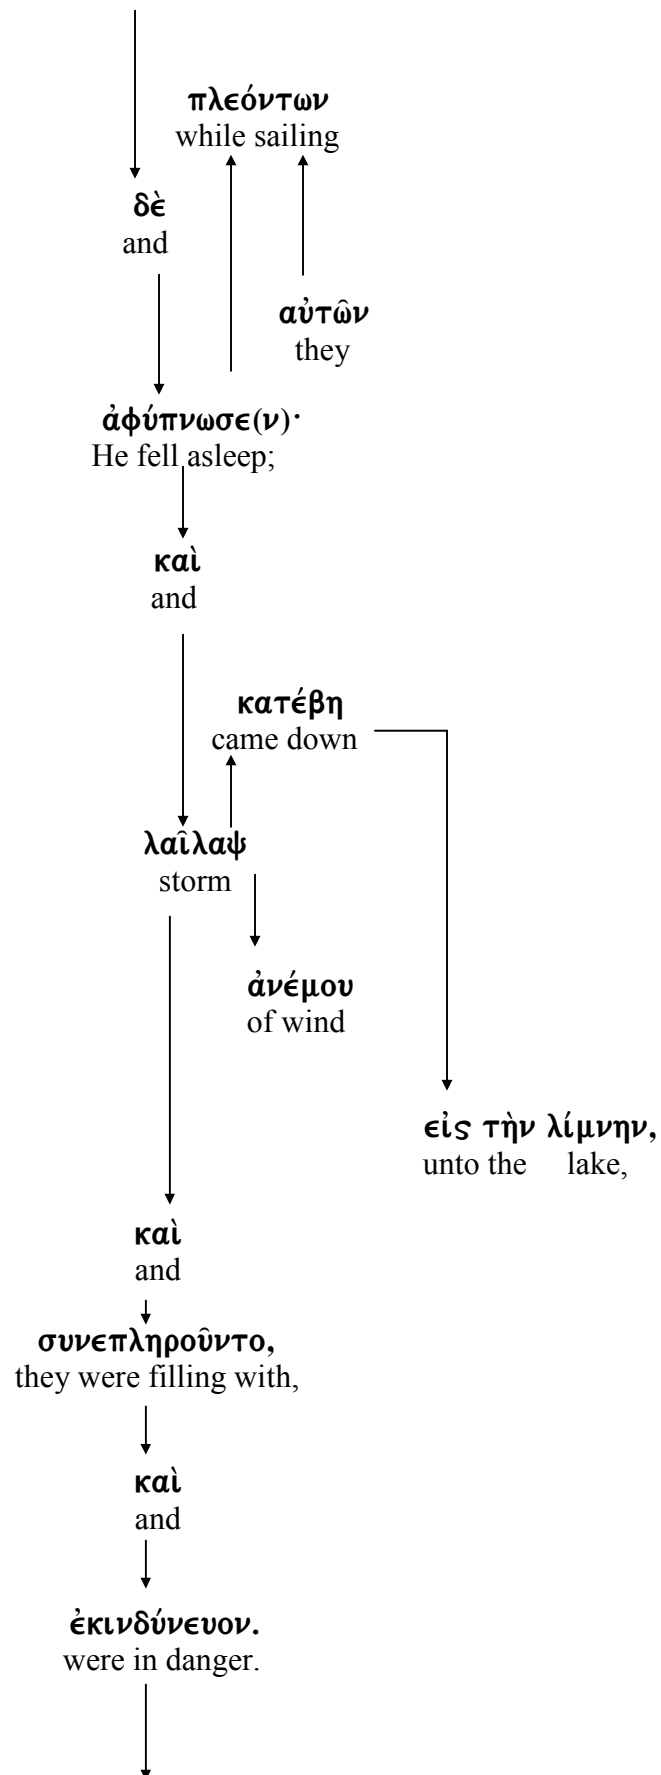 πλεόντων
while sailing
δὲ
and
αὐτῶν
they
ἀφύπνωσε(ν)·
He fell asleep;
καὶ
and
κατέβη
came down
λαῖλαψ
storm
ἀνέμου
of wind
εἰς τὴν λίμνην,
unto the lake,
καὶ
and
συνεπληροῦντο,
they were filling with,
καὶ
and
ἐκινδύνευον.
were in danger.